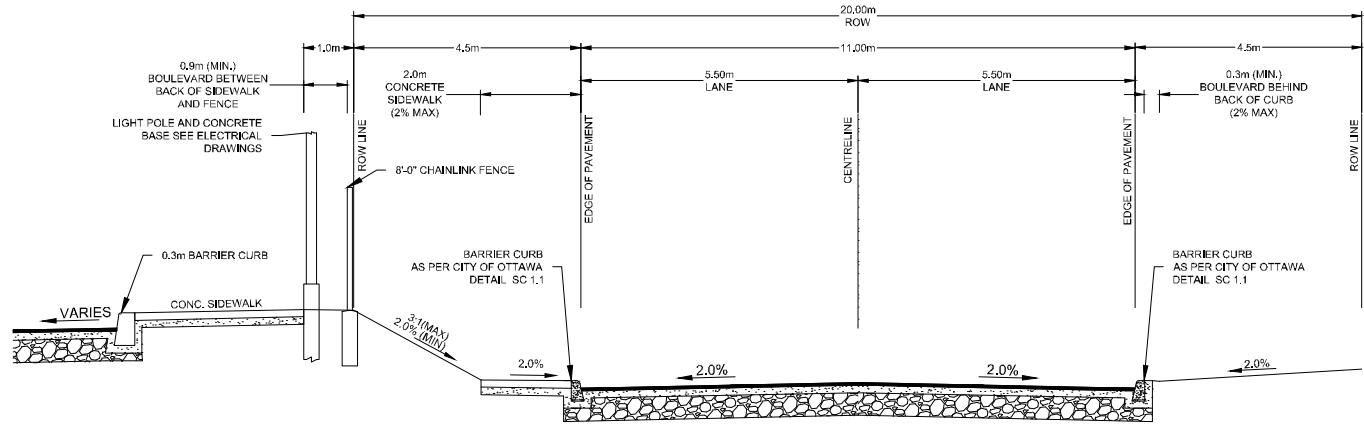 20.00m
ROW
1.0m
4.5m
11.00m
4.5m
0.9m (MIN.)
BOULEVARD BETWEEN
BACK OF SIDEWALK
AND FENCE
2.0m
CONCRETE
SIDEWALK
(2% MAX)
5.50m
LANE
5.50m
LANE
0.3m (MIN.)
BOULEVARD BEHIND
BACK OF CURB
(2% MAX)
LIGHT POLE AND CONCRETE
BASE SEE ELECTRICAL
DRAWINGS
ROW LINE
8'-0" CHAINLINK FENCE
EDGE OF PAVEMENT
CENTRELINE
EDGE OF PAVEMENT
ROW LINE
0.3m BARRIER CURB
BARRIER CURB
AS PER CITY OF OTTAWA
DETAIL SC 1.1
BARRIER CURB
AS PER CITY OF OTTAWA
DETAIL SC 1.1
VARIES
CONC. SIDEWALK
3:1(MAX)
2.0% (MIN)
2.0%
2.0%
2.0%
2.0%